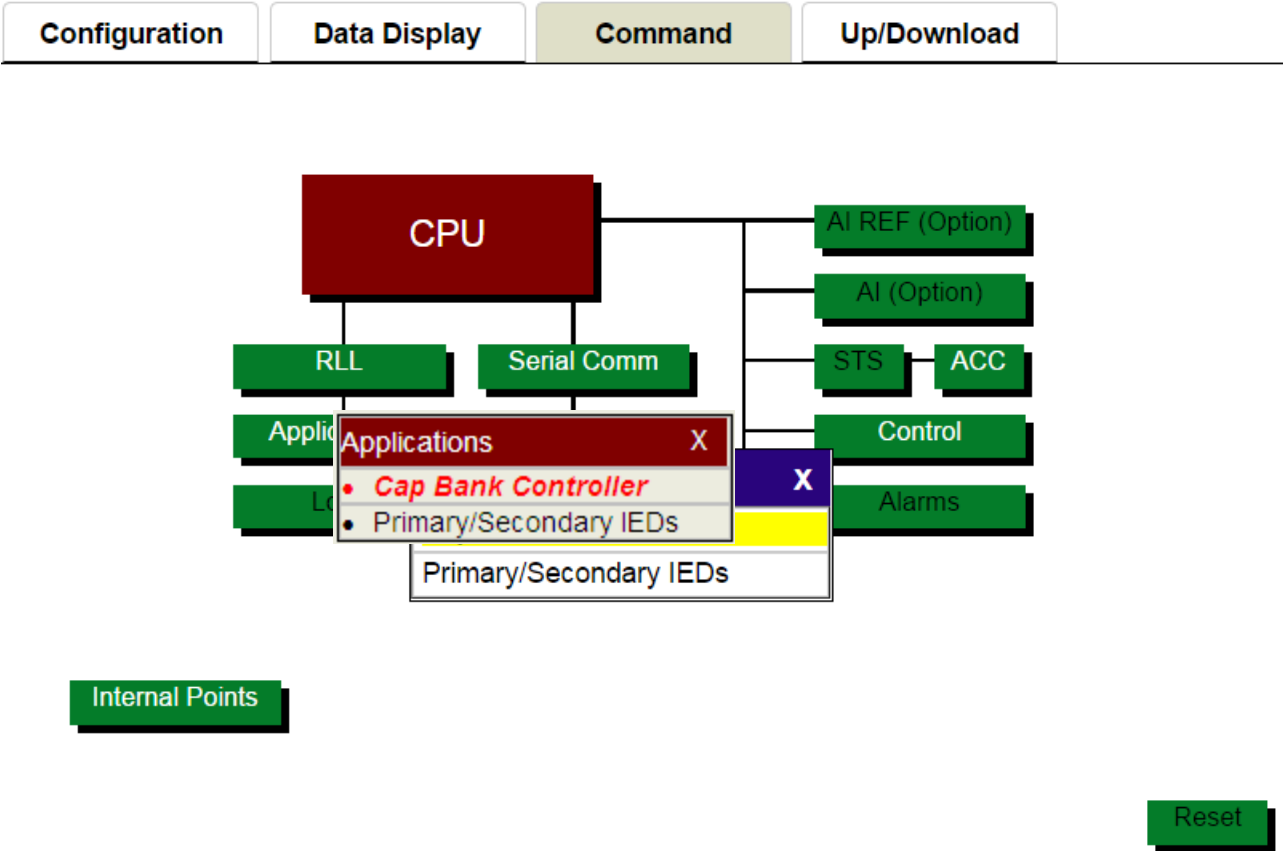 Configuration
Data Display
Command
Up/Download
CPU
AI REF (Option)
AI (Option)
RLL
Serial Comm
STS
ACC
Control
Applications X
X
• Cap Bank Controller
• Primary/Secondary IEDs
Alarms
Primary/Secondary IEDs
Internal Points
Reset